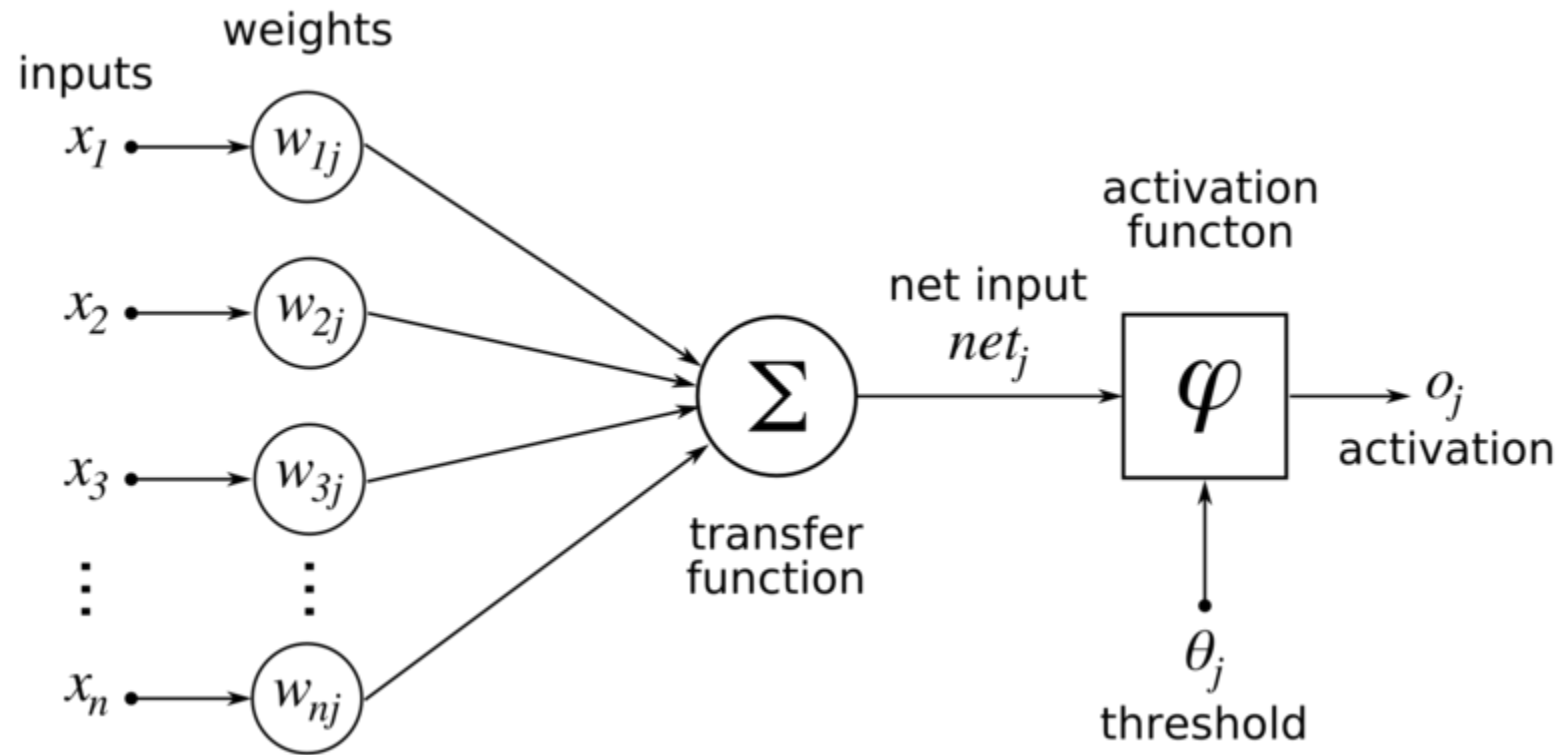 weights
inputs
x1
w1j
x2
w2j
x3
w3j
⋮ ⋮
xn
wnj
Σ
transfer
function
net input
netj
activation
functon
φ
oj
activation
θj
threshold